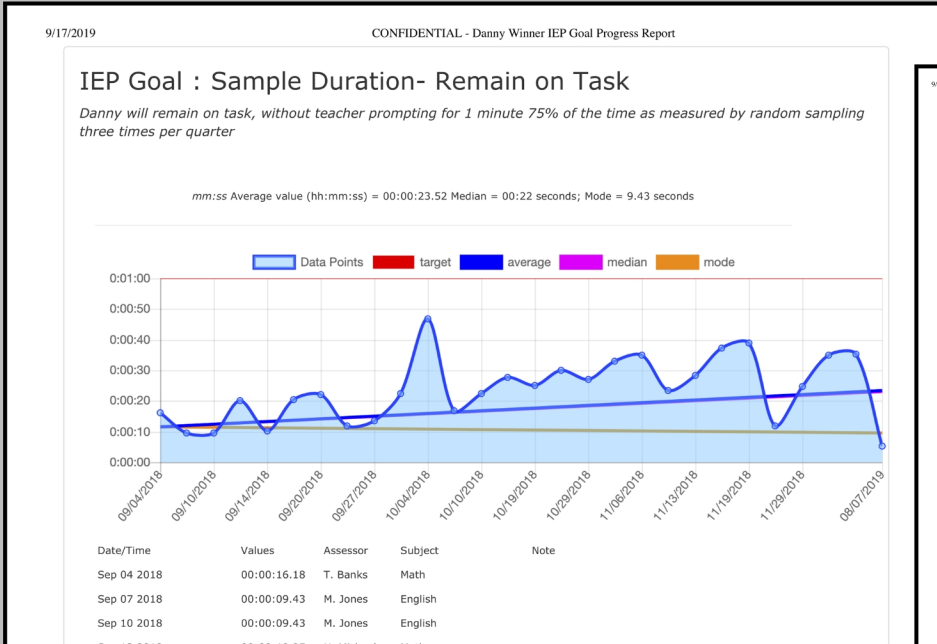 9/17/2019 CONFIDENTIAL - Danny Winner IEP Goal Progress Report
IEP Goal : Sample Duration- Remain on Task
Danny will remain on task, without teacher prompting for 1 minute 75% of the time as measured by random sampling
three times per quarter
mm:ss Average value (hh:mm:ss) = 00:00:23.52 Median = 00:22 seconds; Mode = 9.43 seconds
Data Points target average median mode
0:01:00
0:00:50
0:00:40
0:00:30
0:00:20
0:00:10
0:00:00
09/04/2018 09/10/2018 09/14/2018 09/20/2018 09/27/2018 10/04/2018 10/10/2018 10/19/2018 10/29/2018 11/06/2018 11/13/2018 11/19/2018 11/29/2018 08/07/2019
Date/Time Values Assessor Subject Note
Sep 04 2018 00:00:16.18 T. Banks Math
Sep 07 2018 00:00:09.43 M. Jones English
Sep 10 2018 00:00:09.43 M. Jones English